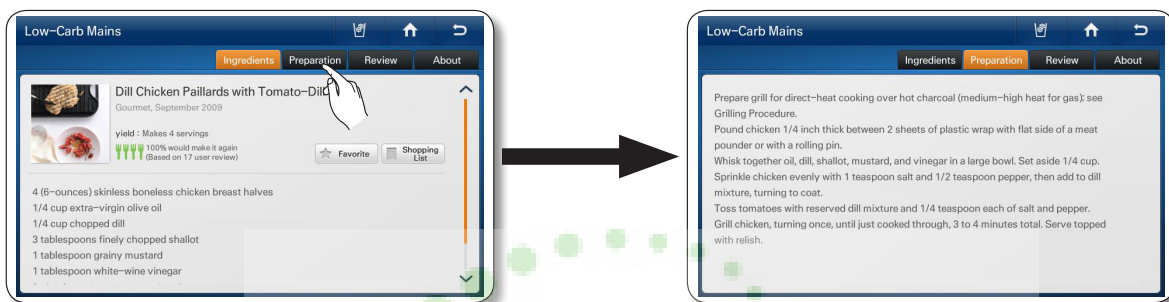 Low-Carb Mains
Ingredients Preparation Review About
Dill Chicken Paillards with Tomato-Dill
Gourmet, September 2009
yield : Makes 4 servings
100% would make it again
(Based on 17 user review)
Favorite
Shopping
List
4 (6-ounces) skinless boneless chicken breast halves
1/4 cup extra-virgin olive oil
1/4 cup chopped dill
3 tablespoons finely chopped shallot
1 tablespoon grainy mustard
1 tablespoon white-wine vinegar
Low-Carb Mains
Ingredients Preparation Review About
Prepare grill for direct-heat cooking over hot charcoal (medium-high heat for gas); see
Grilling Procedure.
Pound chicken 1/4 inch thick between 2 sheets of plastic wrap with flat side of a meat
pounder or with a rolling pin.
Whisk together oil, dill, shallot, mustard, and vinegar in a large bowl. Set aside 1/4 cup.
Sprinkle chicken evenly with 1 teaspoon salt and 1/2 teaspoon pepper, then add to dill
mixture, turning to coat.
Toss tomatoes with reserved dill mixture and 1/4 teaspoon each of salt and pepper.
Grill chicken, turning once, until just cooked through, 3 to 4 minutes total. Serve topped
with relish.